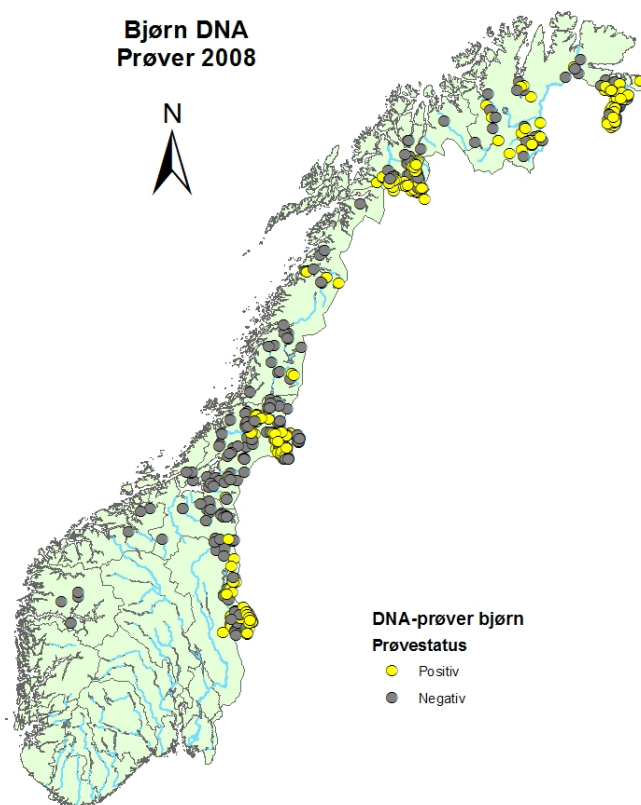 Bjørn DNA
Prøver 2008
N
DNA-prøver bjørn
Prøvestatus
Positiv
Negativ